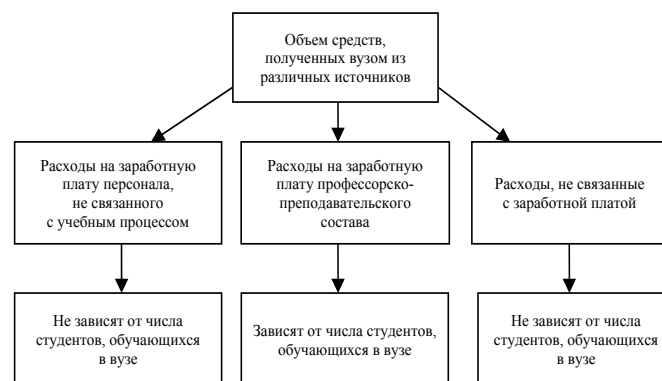 Объем средств,
полученных вузом из
различных источников
Расходы на заработную
плату персонала,
не связанного
с учебным процессом
Расходы на заработную
плату профессорско-
преподавательского
состава
Расходы, не связанные
с заработной платой
Не зависят от числа
студентов, обучающихся
в вузе
Зависят от числа студентов,
обучающихся в вузе
Не зависят от числа
студентов, обучающихся
в вузе